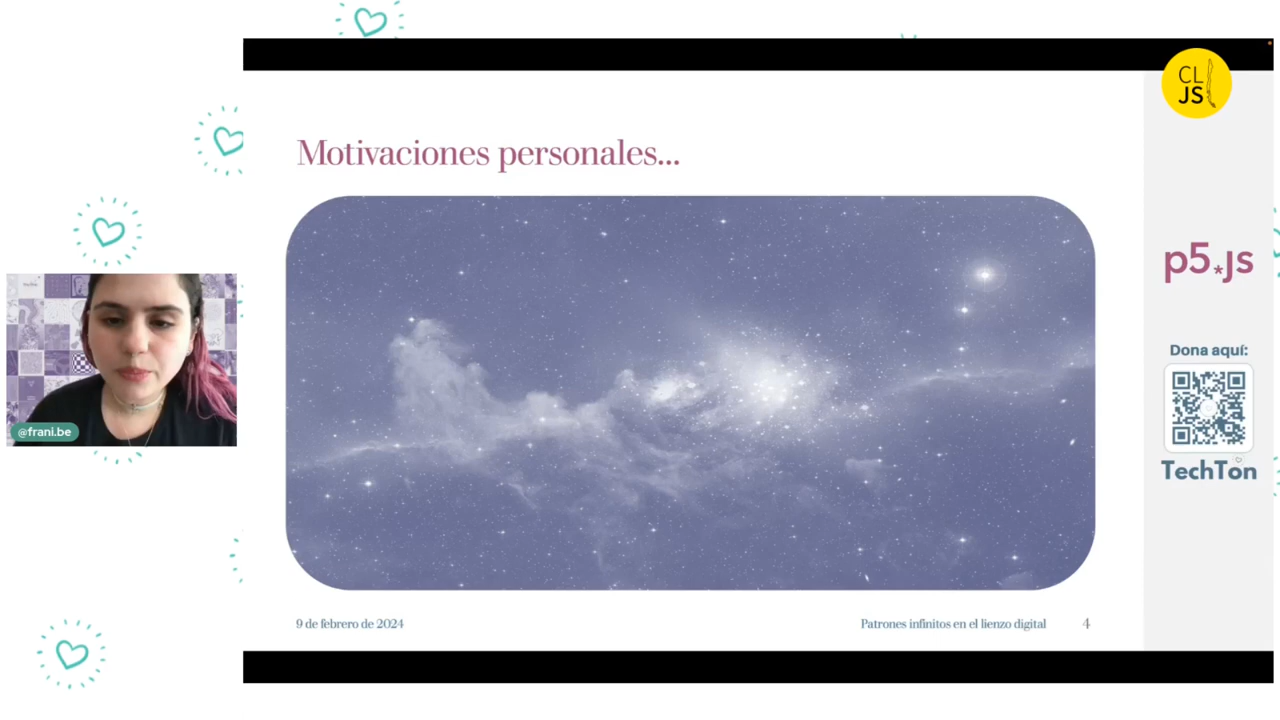 CL
JS
Motivaciones personales...
p5*js
Dona aquí:
@frani.be
TechTon
9 de febrero de 2024
Patrones infinitos en el lienzo digital
4